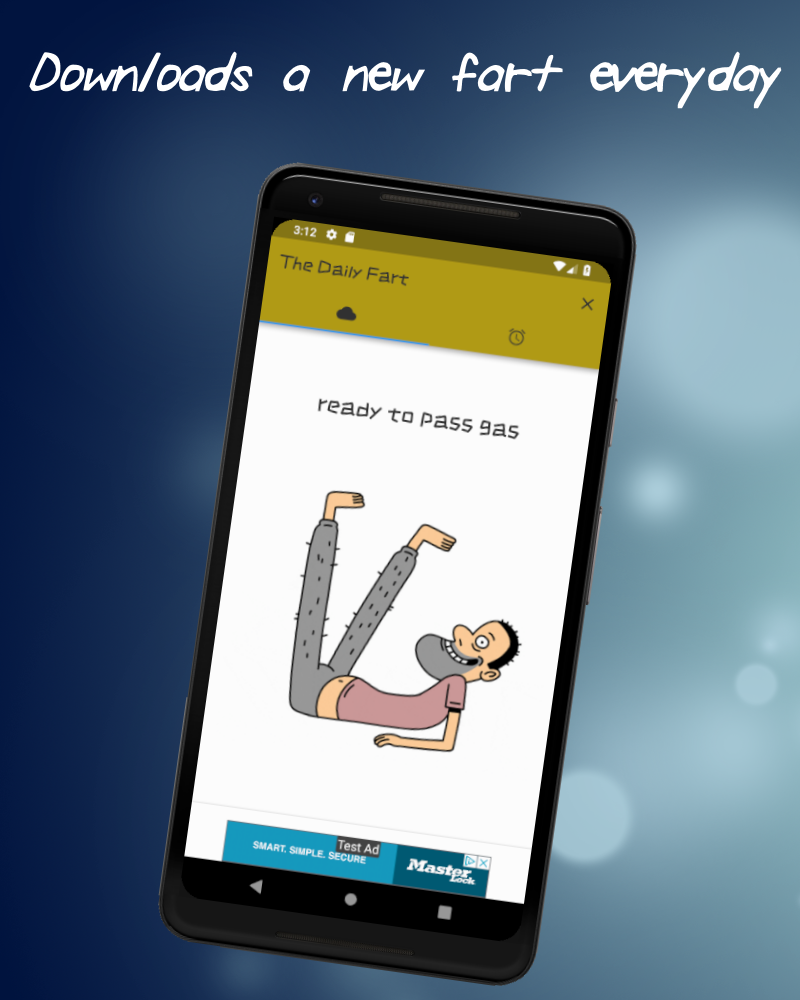 Downloads a new fart everyday
3:12
The Daily Fart
ready to pass gas
Test Ad
SMART. SIMPLE. SECURE
Master
Lock